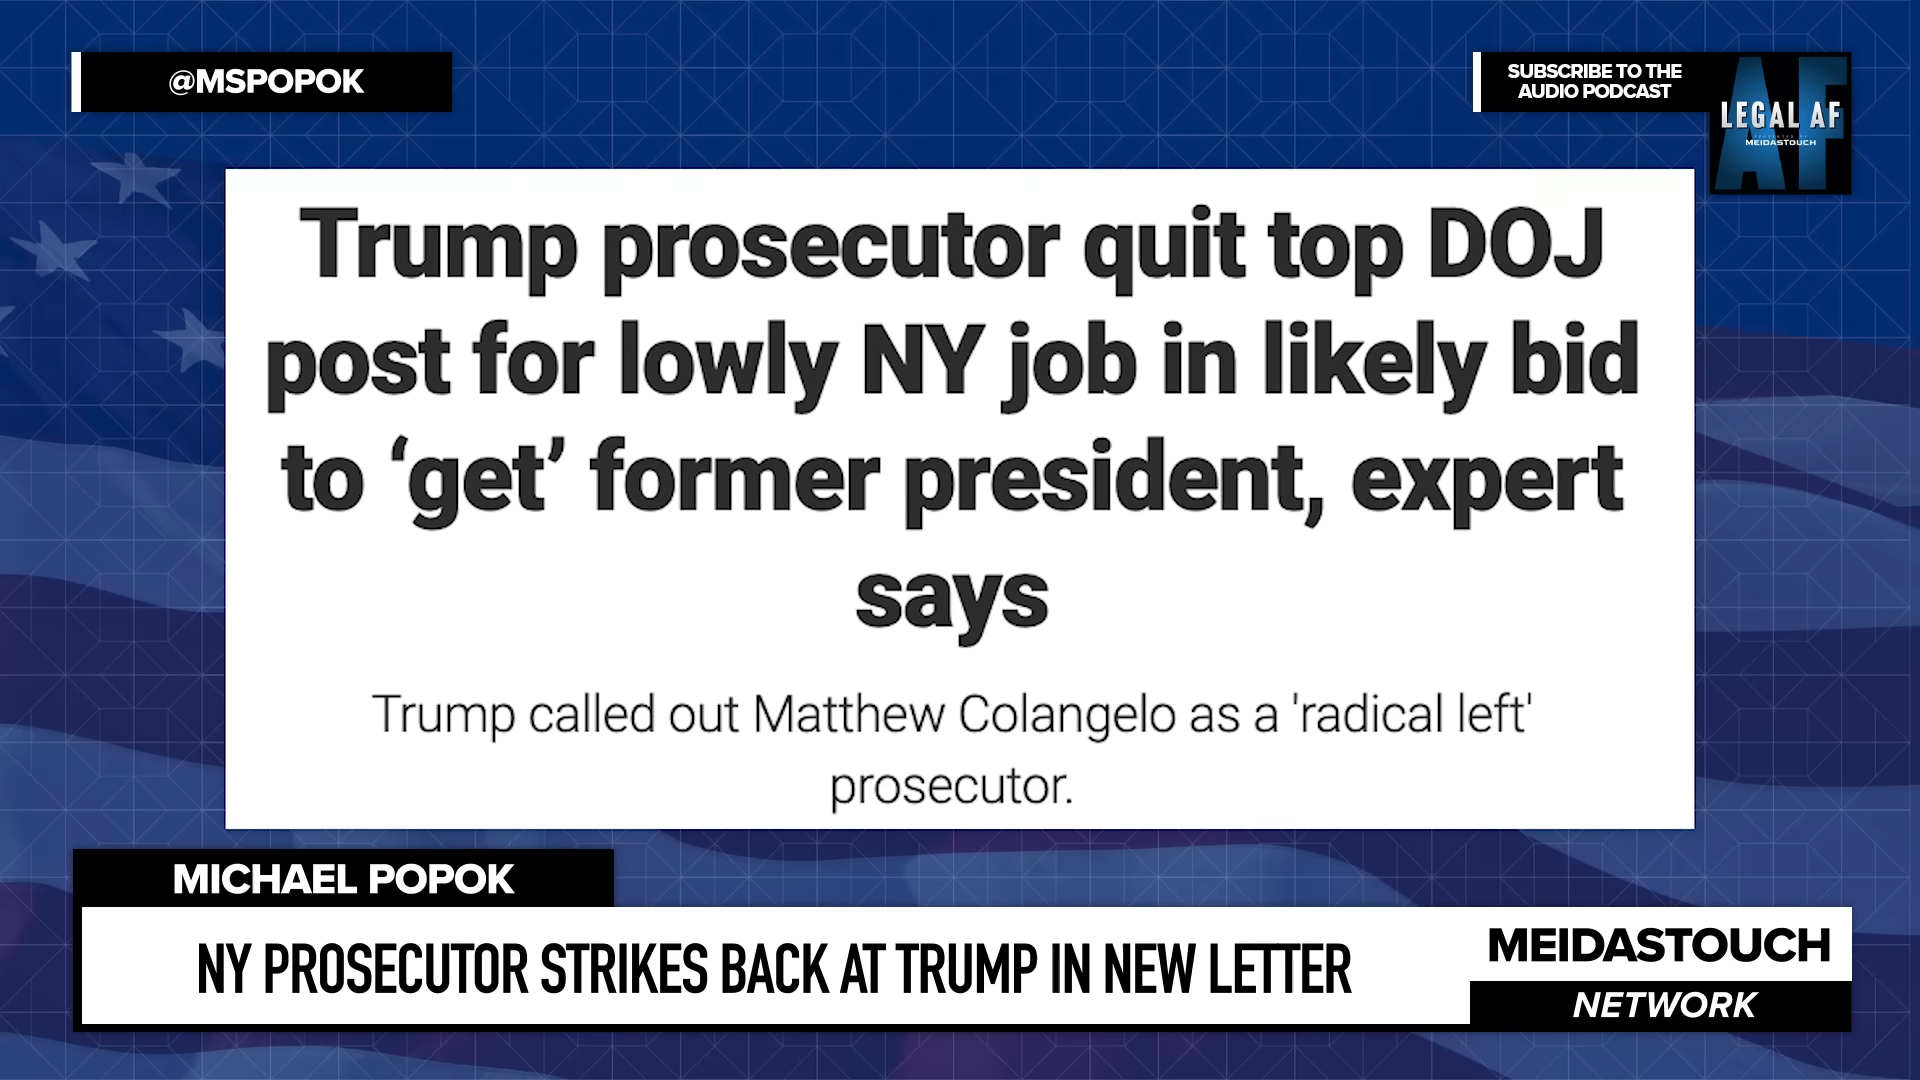 @MSPOPOK
SUBSCRIBE TO THE
AUDIO PODCAST
LEGAL AF
MEIDASTOUCH
Trump prosecutor quit top DOJ
post for lowly NY job in likely bid
to ‘get’ former president, expert
says
Trump called out Matthew Colangelo as a 'radical left'
prosecutor.
MICHAEL POPOK
NY PROSECUTOR STRIKES BACK AT TRUMP IN NEW LETTER
MEIDASTOUCH
NETWORK